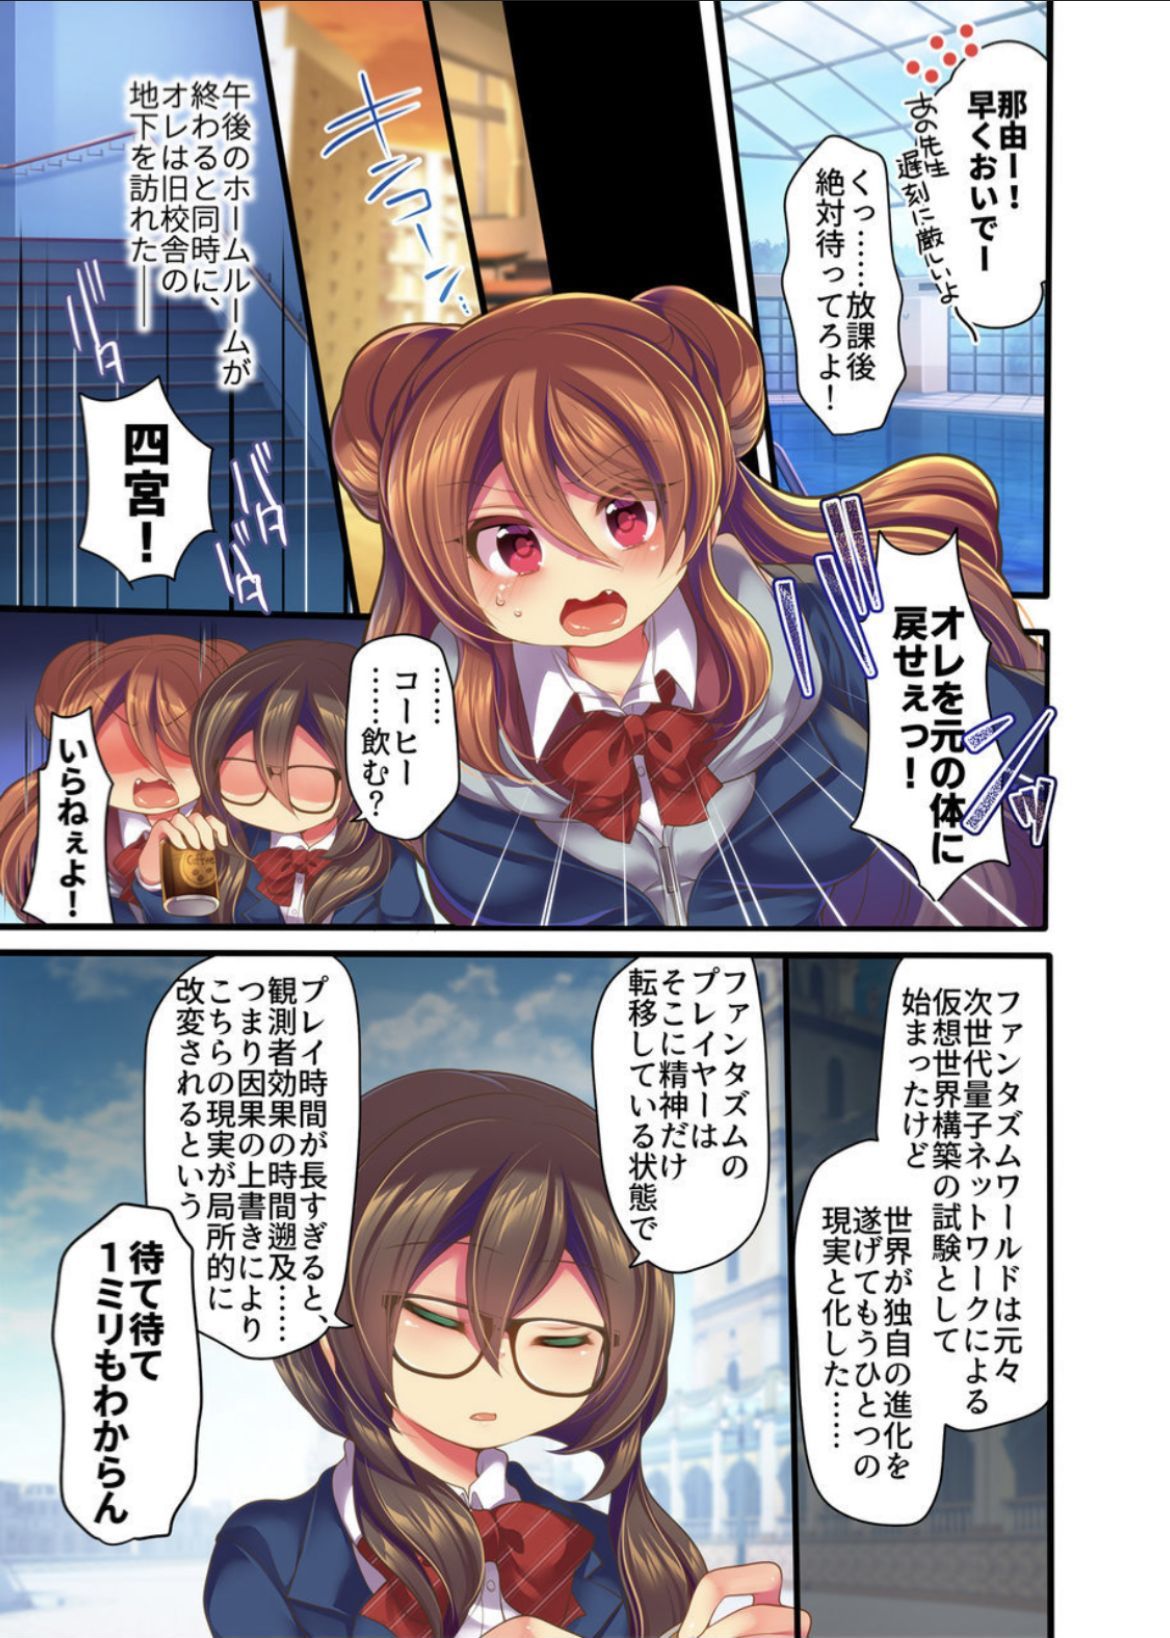 那由ー！
早くおいでー
あの先生
遅刻に厳しいよ
くっ……放課後
絶対待ってろよ！
キーンコーン
午後のホームルームが
終わると同時に、
オレは旧校舎の
地下を訪れた――
バタ
バタ
バタ
四宮！
オレを元の体に
戻せぇっ！
……
コーヒー
……飲む？
Coffee
いらねぇよ！
ファンタズムワールドは元々
次世代量子ネットワークによる
仮想世界構築の試験として
始まったけど
世界が独自の進化を
遂げてもうひとつの
現実と化した……
ファンタズムの
プレイヤーは
そこに精神だけ
転移している状態で
プレイ時間が長すぎると、
観測者効果の時間遡及……
つまり因果の上書きにより
こちらの現実が局所的に
改変されるという
待て待て
１ミリもわからん